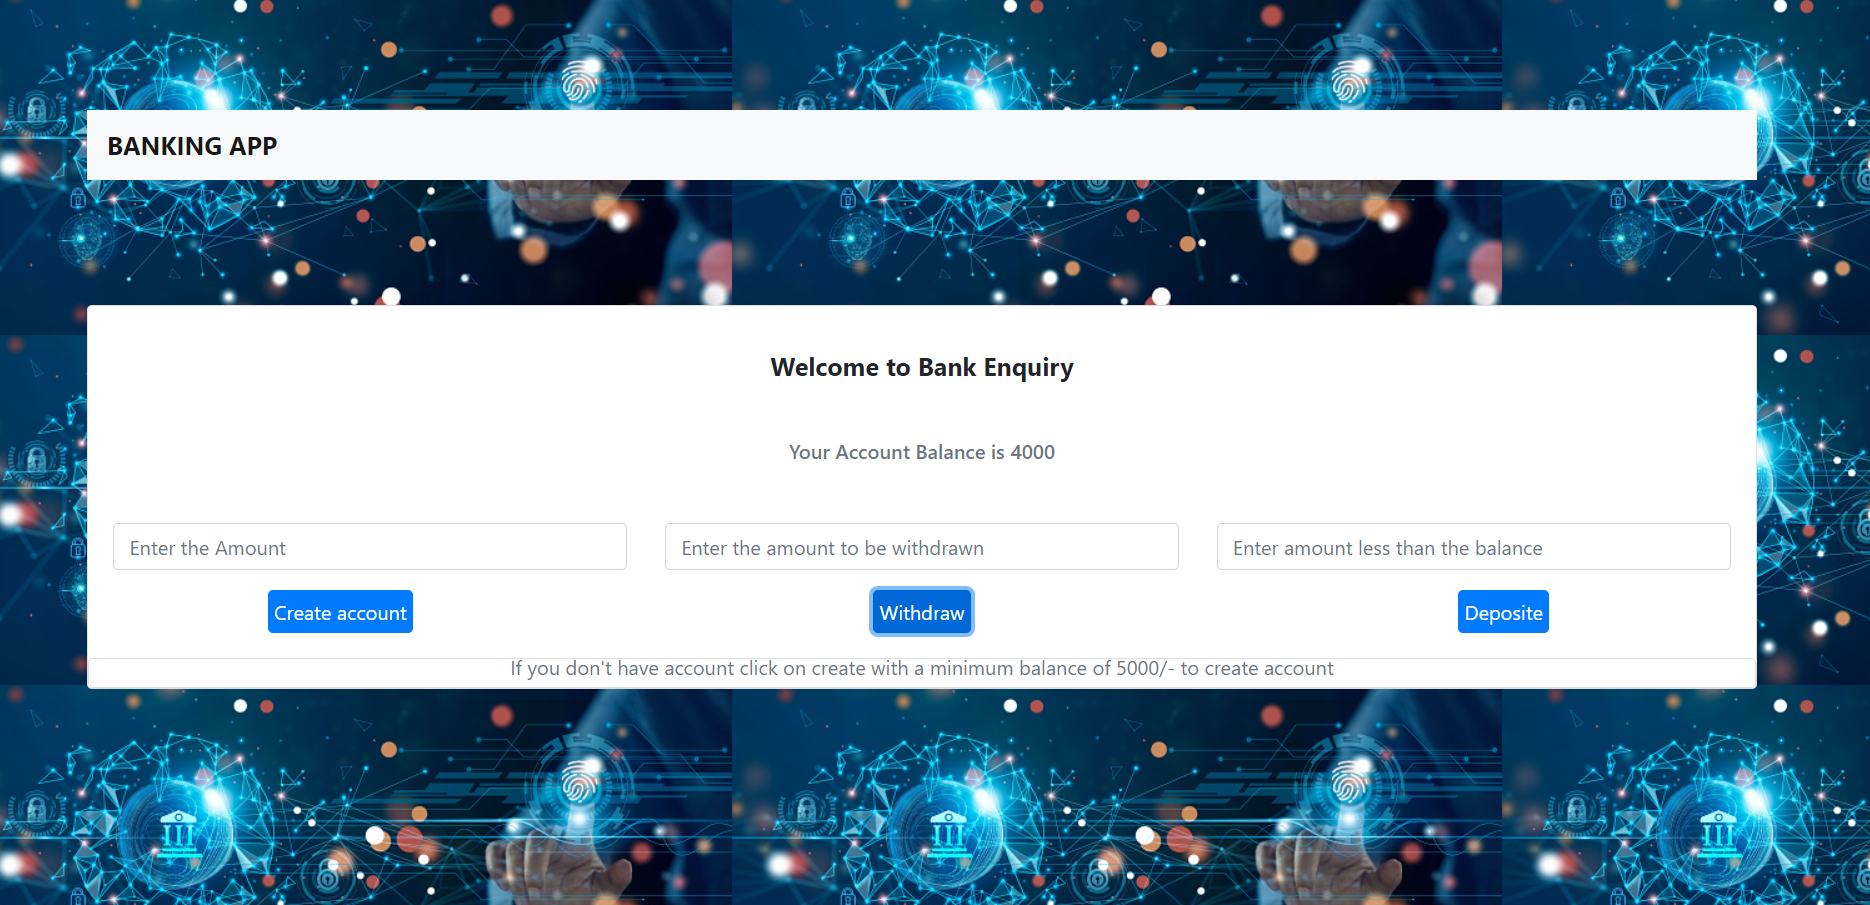 BANKING APP
Welcome to Bank Enquiry
Your Account Balance is 4000
Enter the Amount
Enter the amount to be withdrawn
Enter amount less than the balance
Create account
Withdraw
Deposite
If you don't have account click on create with a minimum balance of 5000/- to create account